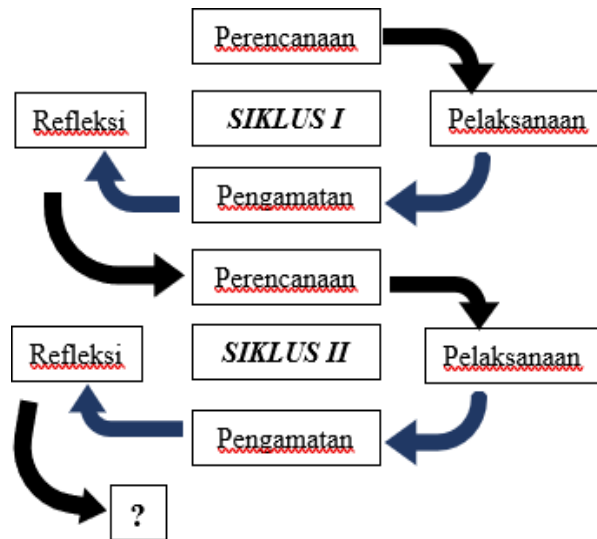 Perencanaan
Refleksi
SIKLUS I
Pelaksanaan
Pengamatan
Perencanaan
Refleksi
SIKLUS II
Pelaksanaan
Pengamatan
?